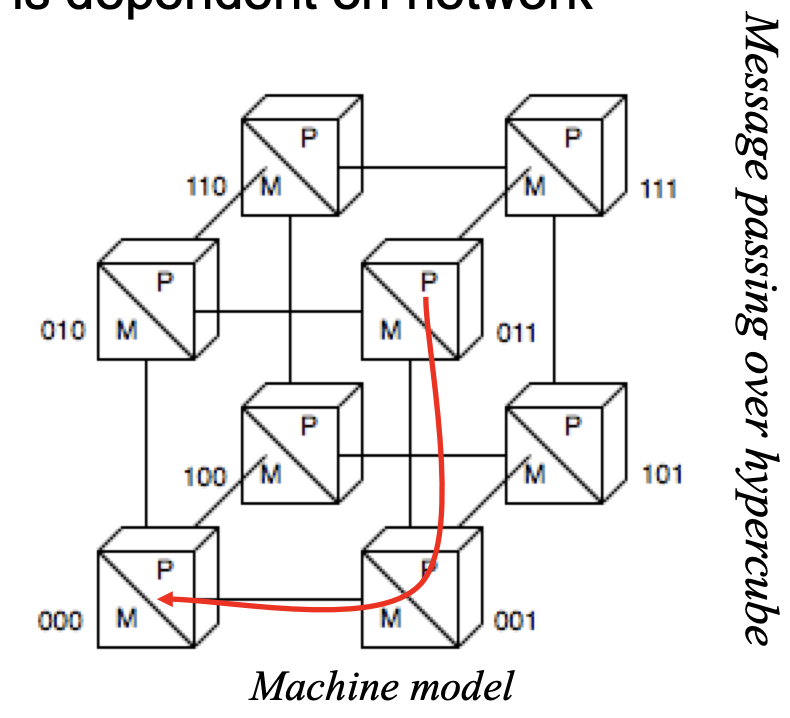 is dependent on network
P
P
110
M
M
111
P
P
010
M
M
011
P
P
100
M
M
101
P
P
000
M
M
001
Machine model
Message passing over hypercube